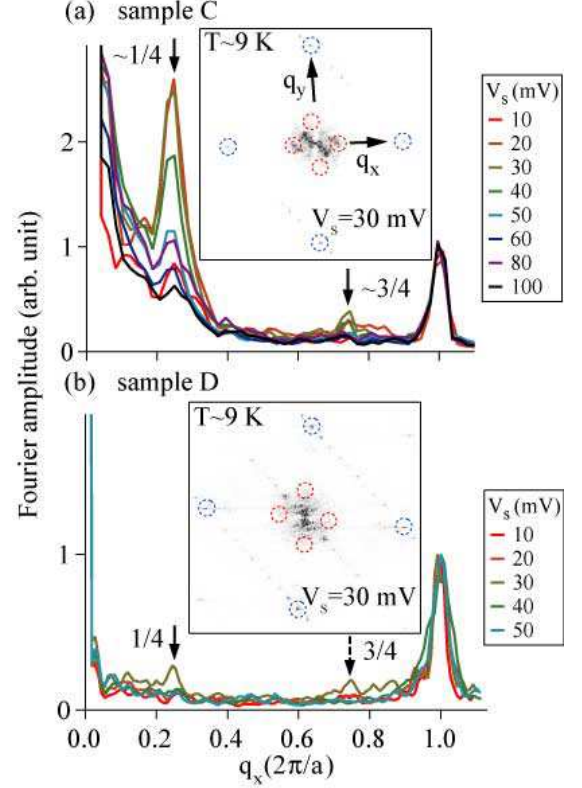 (a) sample C
~1/4
T~9 K
q_y
q_x
V_s=30 mV
~3/4
V_s (mV)
10
20
30
40
50
60
80
100
2
1
0
Fourier amplitude (arb. unit)
(b) sample D
T~9 K
V_s=30 mV
1/4
3/4
V_s (mV)
10
20
30
40
50
1
0
0.0 0.2 0.4 0.6 0.8 1.0
q_x(2π/a)